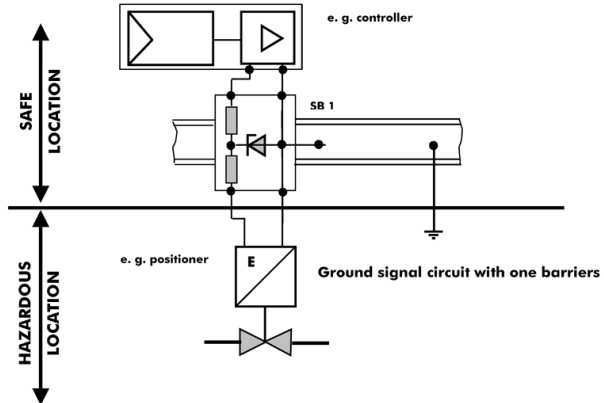 e. g. controller
SAFE
LOCATION
SB 1
e. g. positioner
E
Ground signal circuit with one barriers
HAZARDOUS
LOCATION